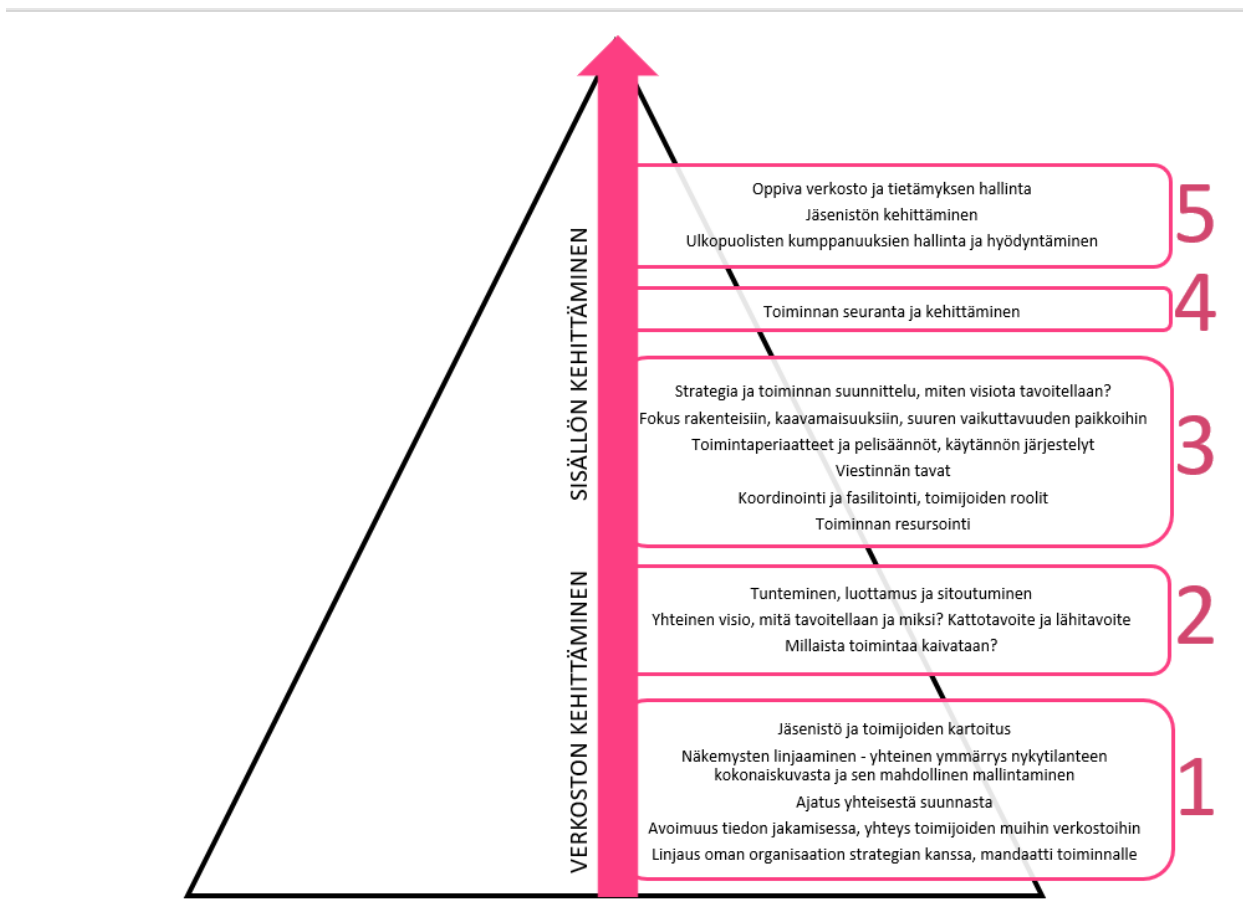 Oppiva verkosto ja tietämyksen hallinta
Jäsenistön kehittäminen
Ulkopuolisten kumppanuuksien hallinta ja hyödyntäminen
5
Toiminnan seuranta ja kehittäminen
4
SISÄLLÖN KEHITTÄMINEN
Strategia ja toiminnan suunnittelu, miten visiota tavoitellaan?
Fokus rakenteisiin, kaavamaisuuksiin, suuren vaikuttavuuden paikkoihin
Toimintaperiaatteet ja pelisäännöt, käytännön järjestelyt
Viestinnän tavat
Koordinointi ja fasilitointi, toimijoiden roolit
Toiminnan resursointi
3
Tunteminen, luottamus ja sitoutuminen
Yhteinen visio, mitä tavoitellaan ja miksi? Kattotavoite ja lähitavoite
Millaista toimintaa kaivataan?
2
VERKOSTON KEHITTÄMINEN
Jäsenistö ja toimijoiden kartoitus
Näkemysten linjaaminen - yhteinen ymmärrys nykytilanteen
kokonaiskuvasta ja sen mahdollinen mallintaminen
Ajatus yhteisestä suunnasta
Avoimuus tiedon jakamisessa, yhteys toimijoiden muihin verkostoihin
Linjaus oman organisaation strategian kanssa, mandaatti toiminnalle
1